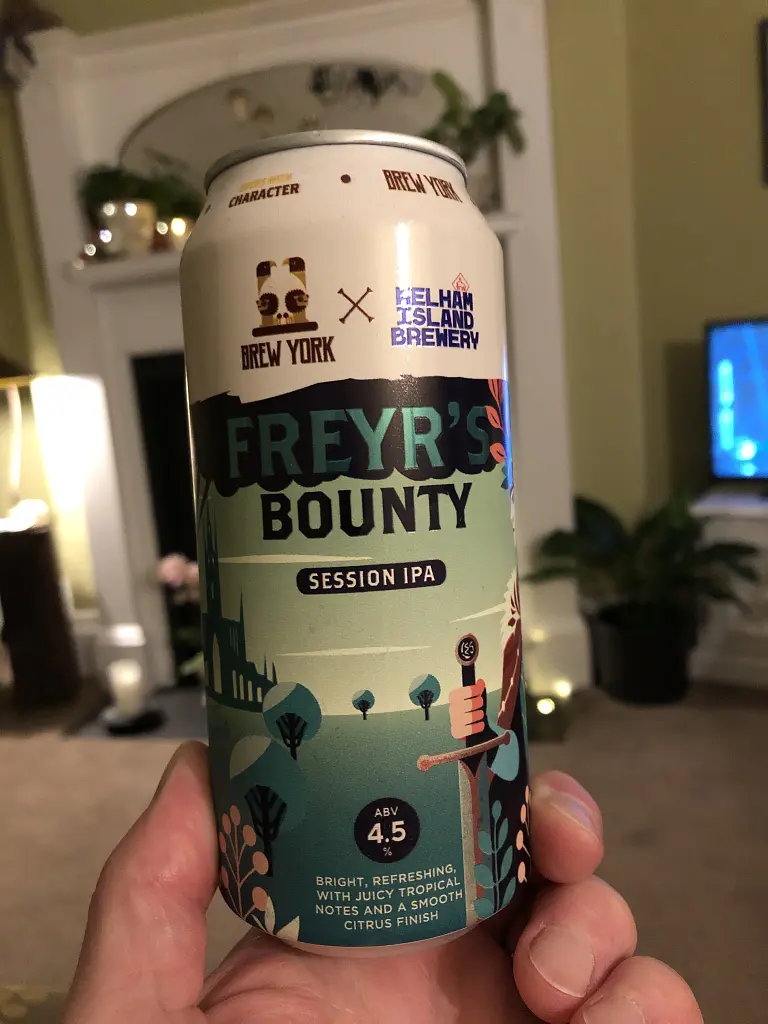 CHARACTER • BREW YORK
BREW YORK
KELHAM
ISLAND
BREWERY
FREYR'S
BOUNTY
SESSION IPA
ABV
4.5
%
BRIGHT, REFRESHING,
WITH JUICY TROPICAL
NOTES AND A SMOOTH
CITRUS FINISH